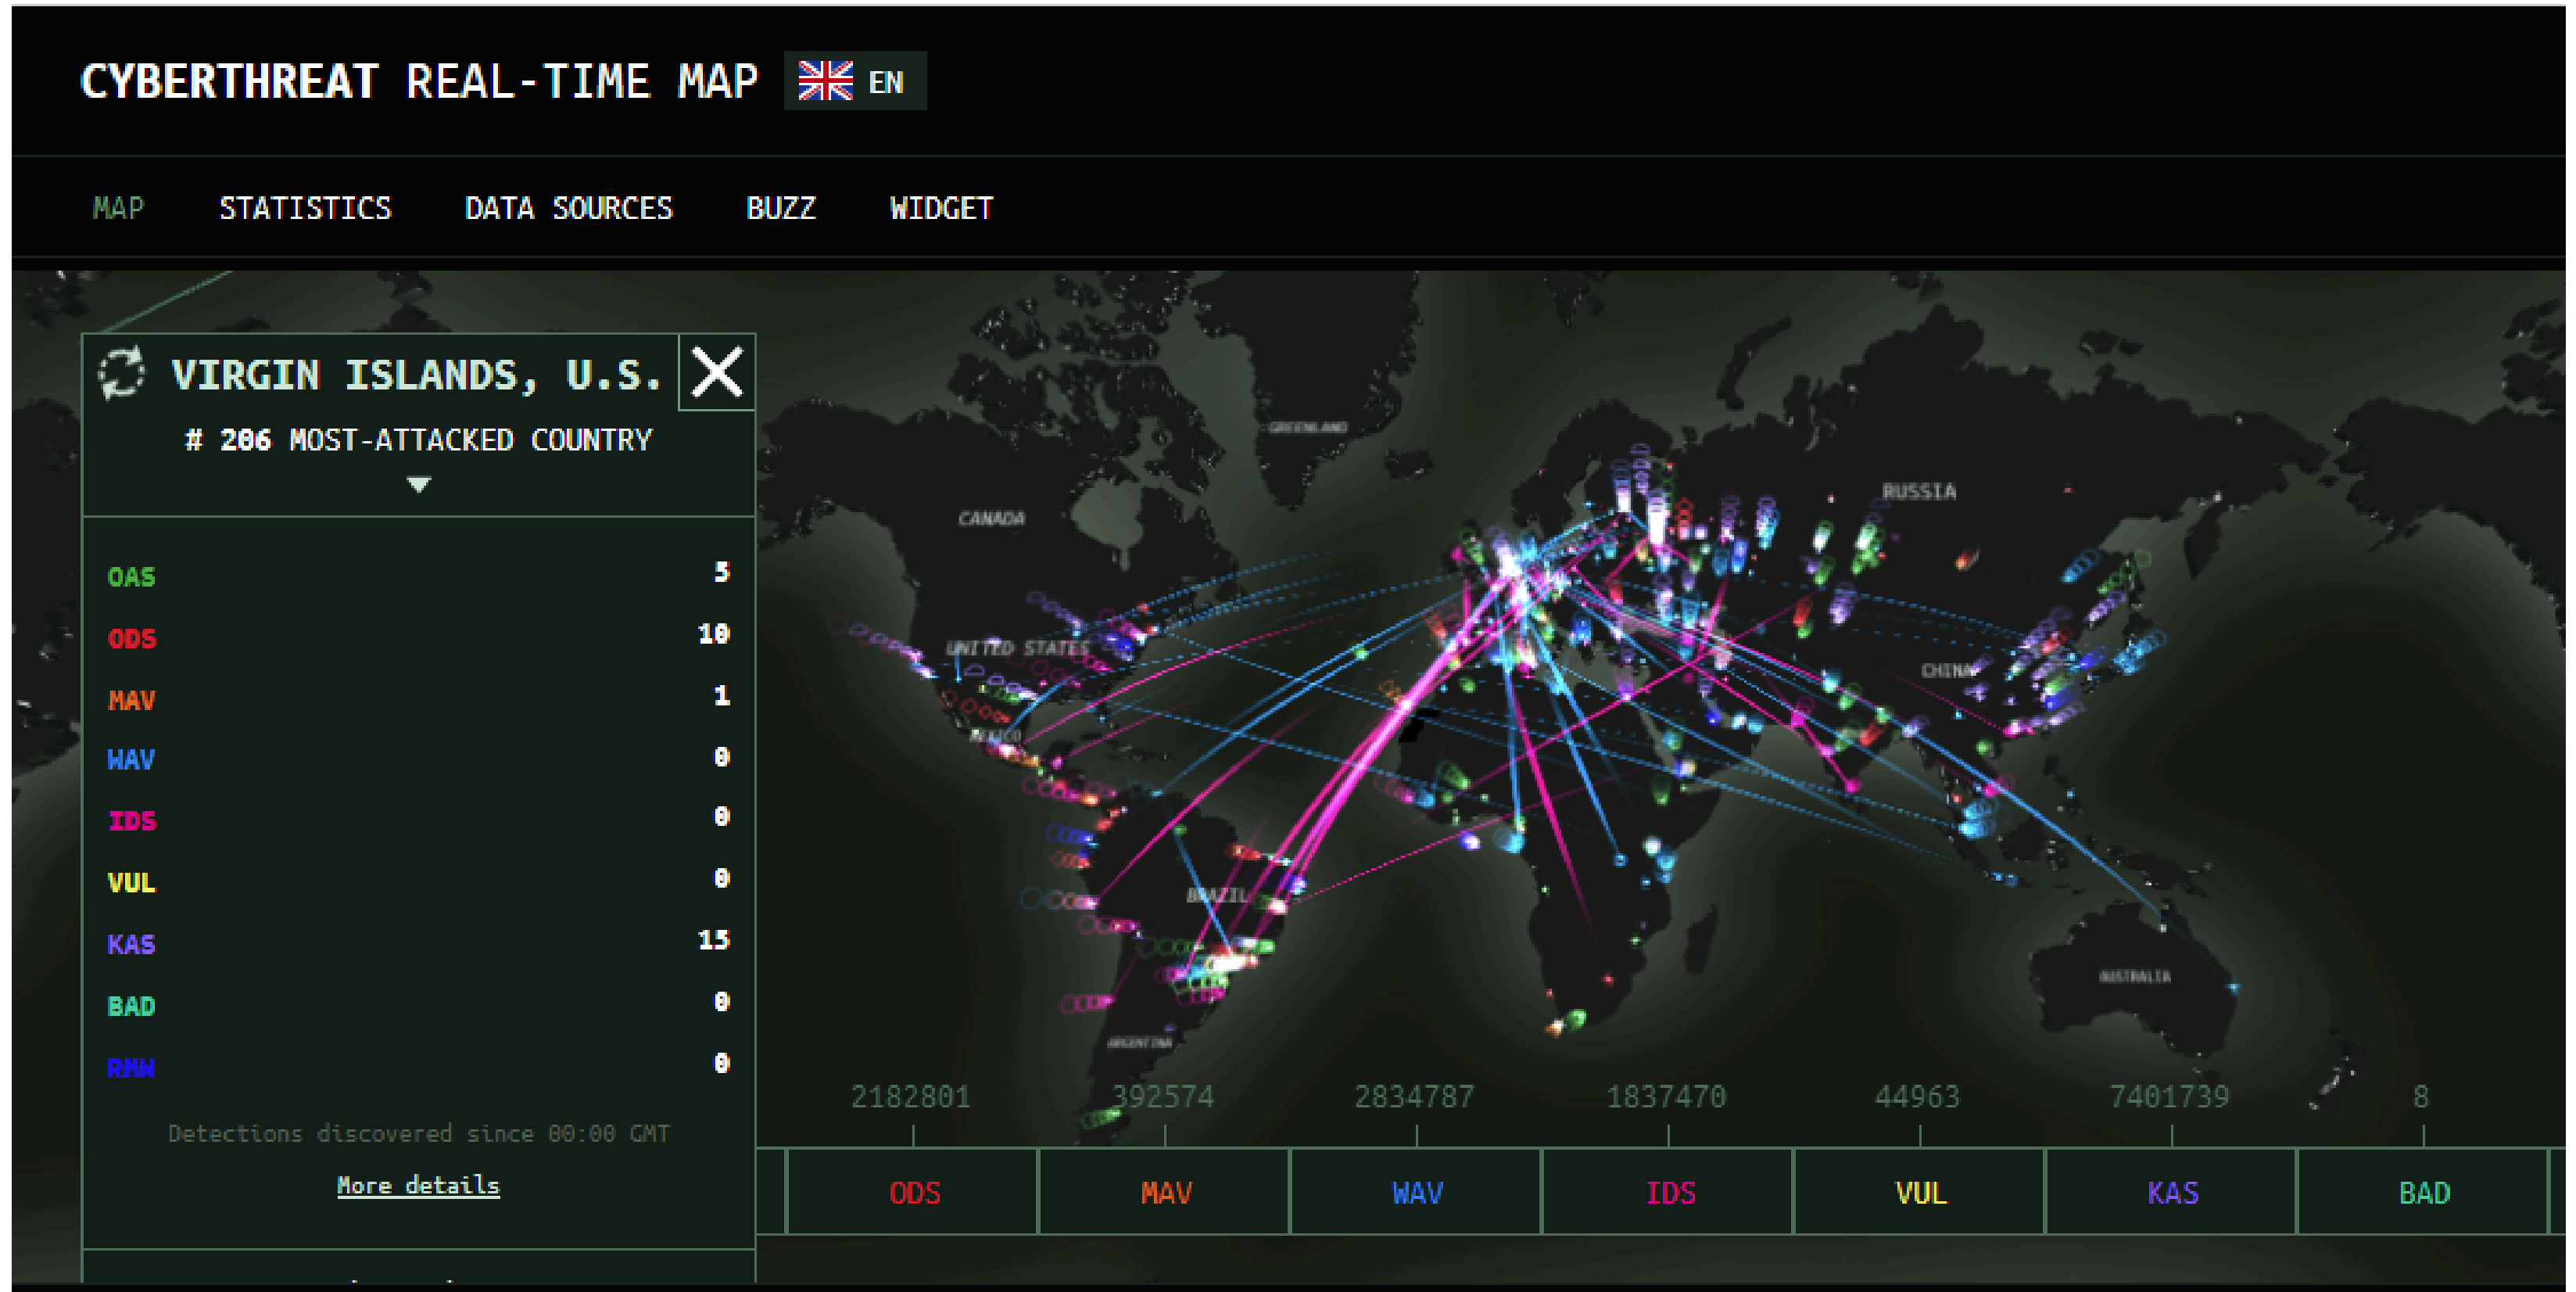 CYBERTHREAT REAL-TIME MAP EN
MAP STATISTICS DATA SOURCES BUZZ WIDGET
VIRGIN ISLANDS, U.S.
# 206 MOST-ATTACKED COUNTRY
OAS 5
ODS 10
MAV 1
WAV 0
IDS 0
VUL 0
KAS 15
BAD 0
RMW 0
Detections discovered since 00:00 GMT
More details
GREENLAND
CANADA
RUSSIA
UNITED STATES
CHINA
MEXICO
BRAZIL
AUSTRALIA
ARGENTINA
2182801 392574 2834787 1837470 44963 7401739 8
ODS MAV WAV IDS VUL KAS BAD